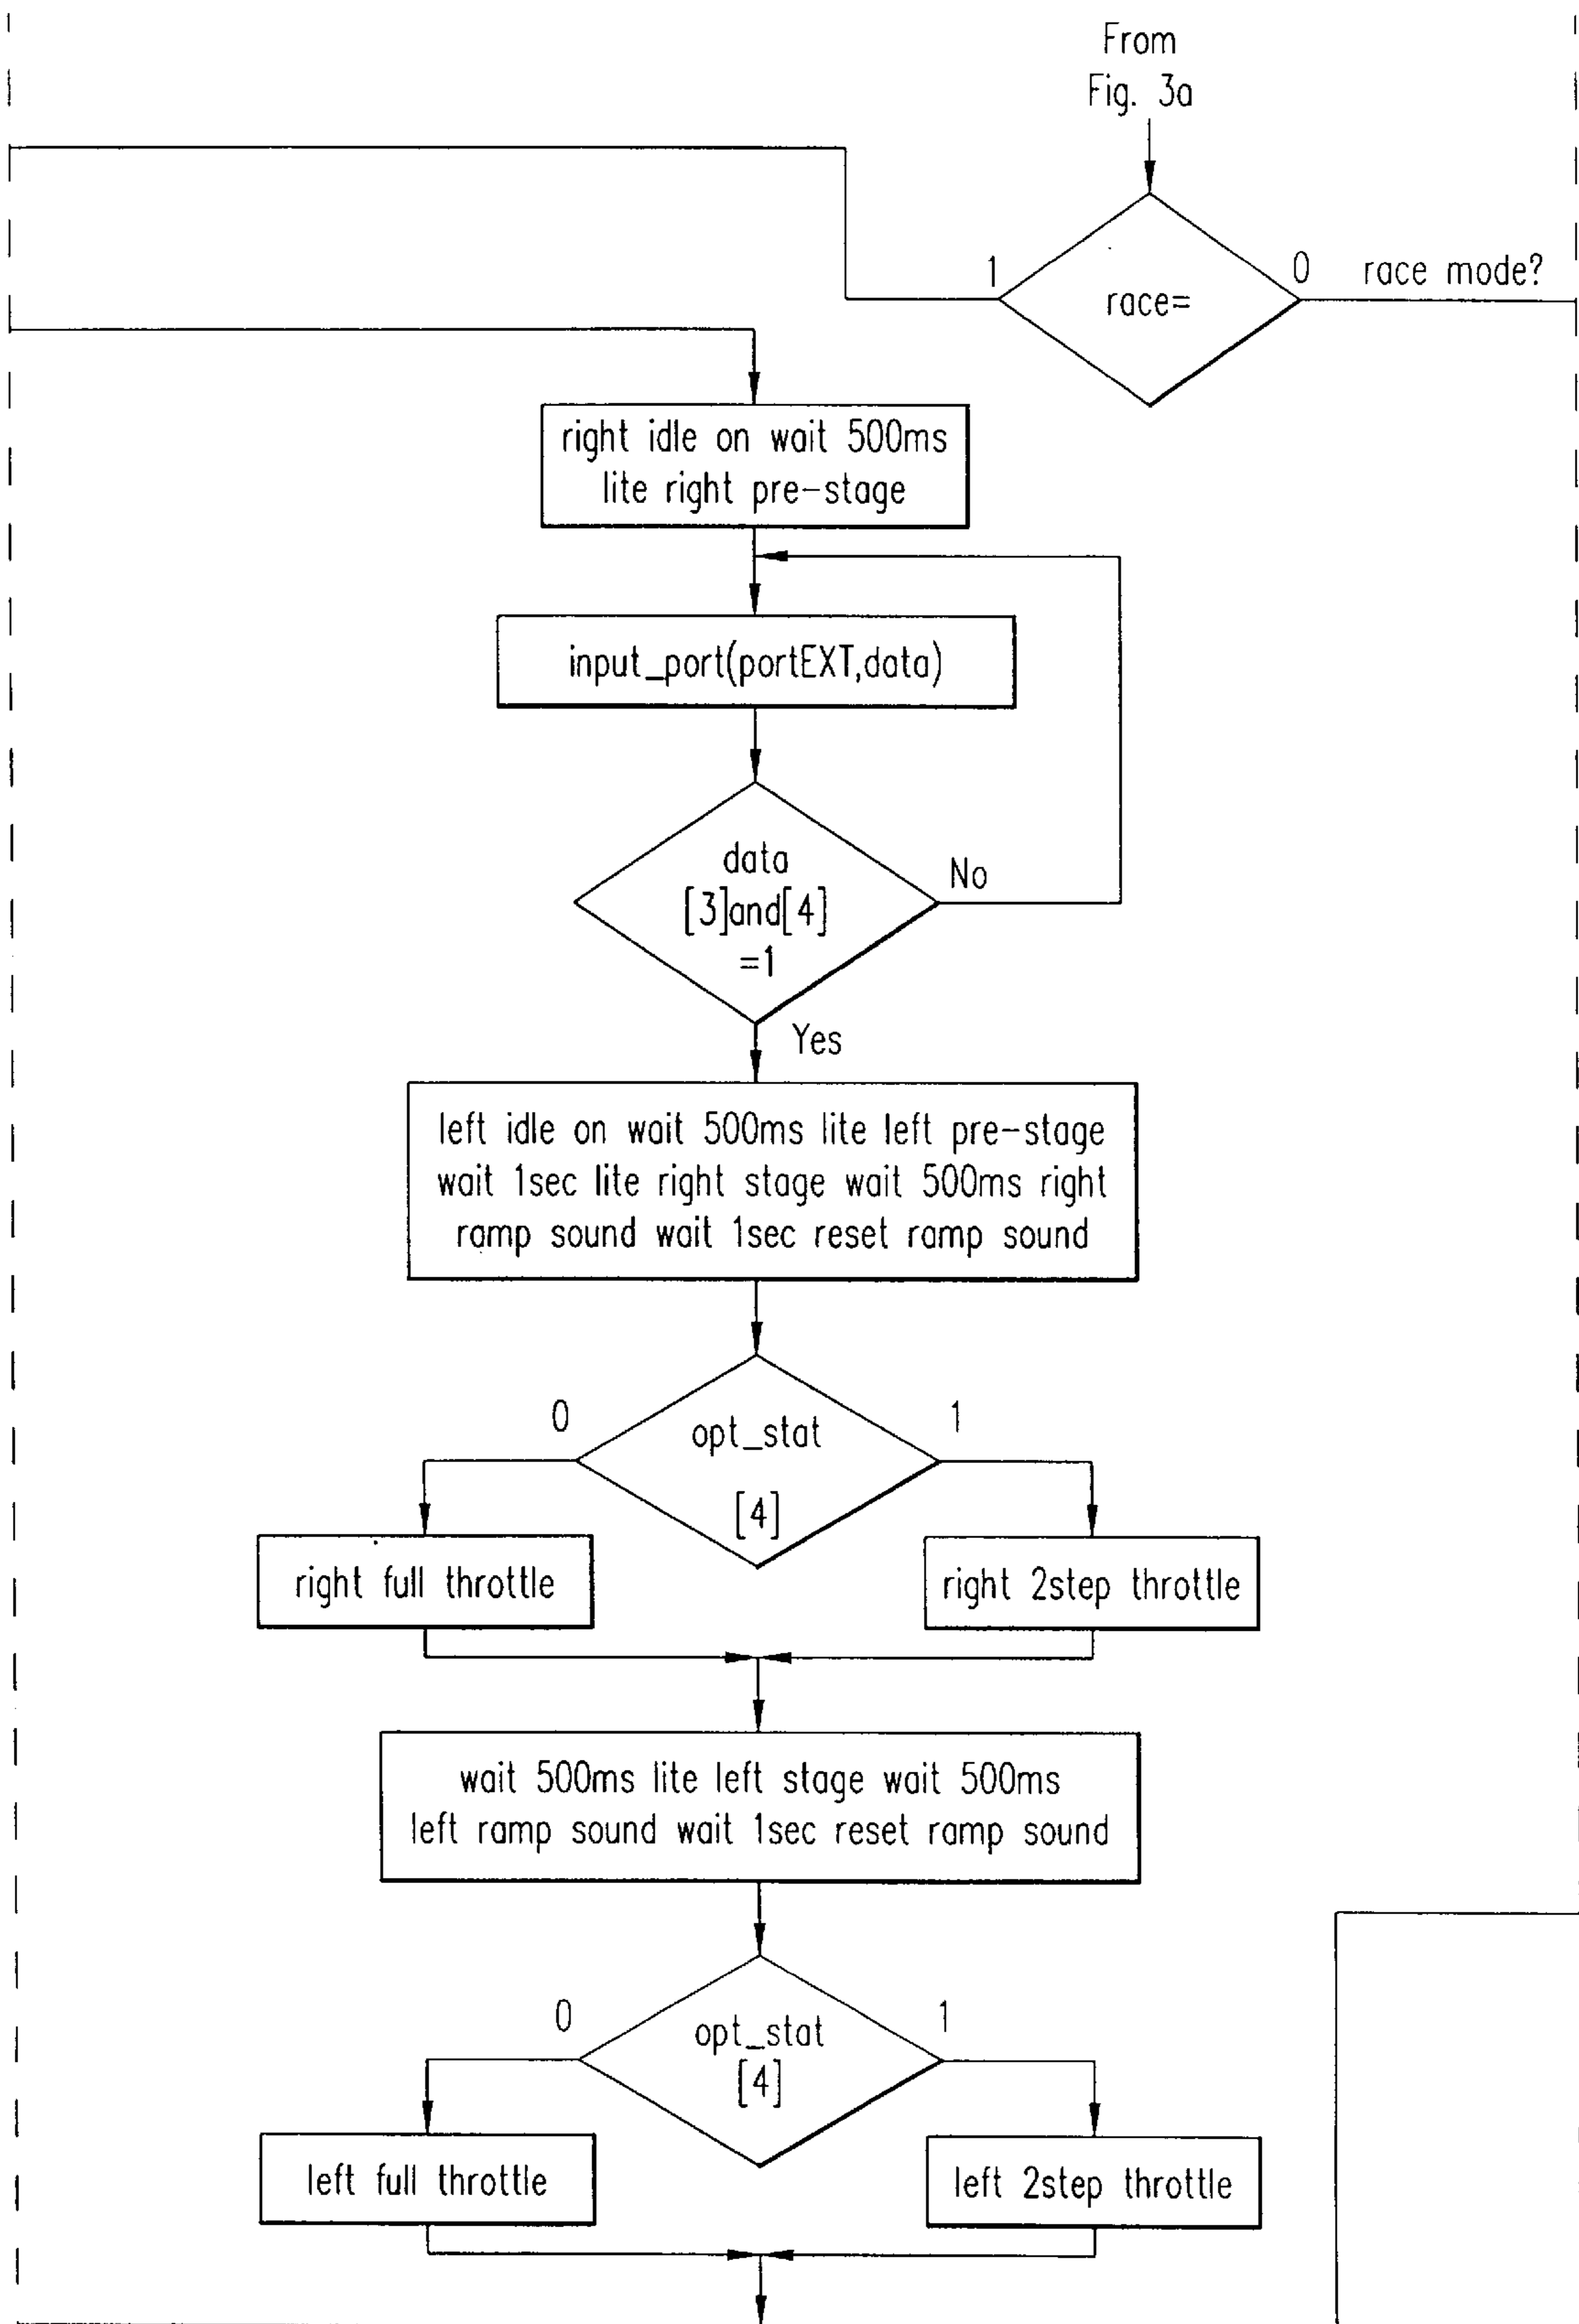 From
Fig. 3a
1
0
race mode?
race=
right idle on wait 500ms
lite right pre-stage
input_port(portEXT,data)
data
[3]and[4]
=1
No
Yes
left idle on wait 500ms lite left pre-stage
wait 1sec lite right stage wait 500ms right
ramp sound wait 1sec reset ramp sound
0
opt_stat
[4]
1
right full throttle
right 2step throttle
wait 500ms lite left stage wait 500ms
left ramp sound wait 1sec reset ramp sound
0
opt_stat
[4]
1
left full throttle
left 2step throttle